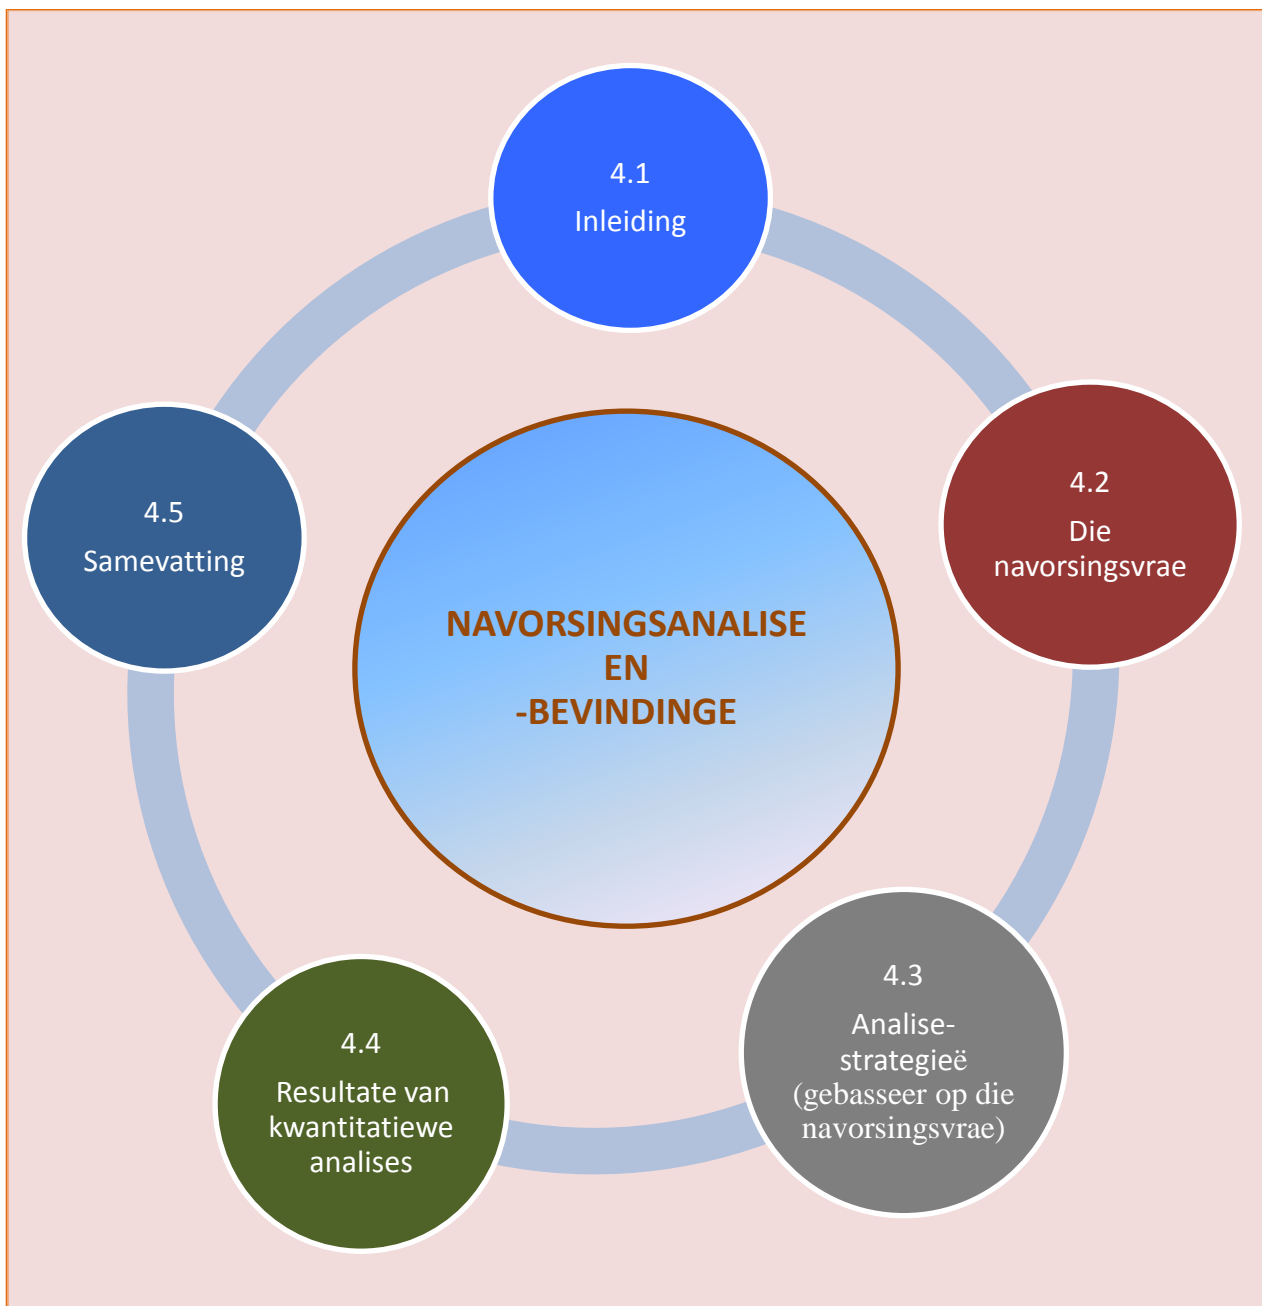 4.1
Inleiding
4.2
Die
navorsingsvrae
NAVORSINGSANALISE
EN
-BEVINDINGE
4.3
Analise-
strategieë
(gebasseer op die
navorsingsvrae)
4.4
Resultate van
kwantitatiewe
analises
4.5
Samevatting